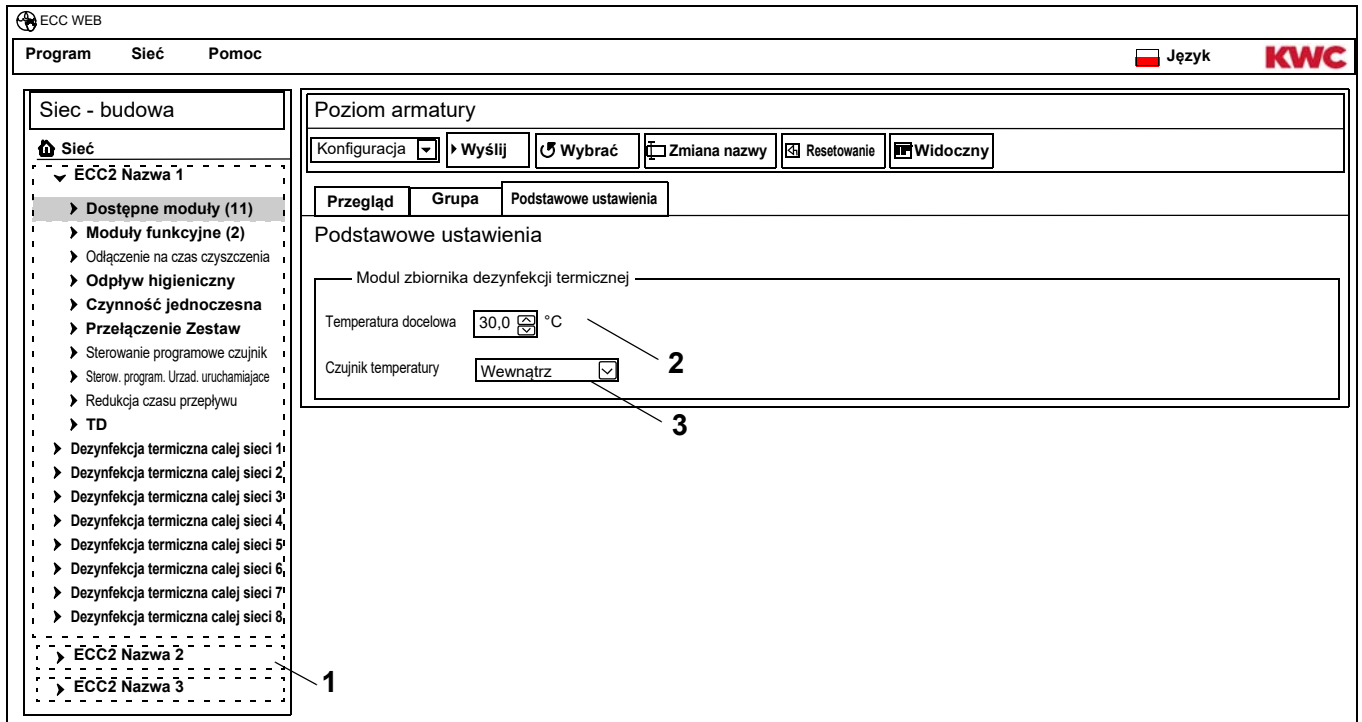 ECC WEB
Program Sieć Pomoc
Język KWC
Siec - budowa
Sieć
ECC2 Nazwa 1
Dostępne moduły (11)
Moduły funkcyjne (2)
Odłączenie na czas czyszczenia
Odpływ higieniczny
Czynność jednoczesna
Przełączenie Zestaw
Sterowanie programowe czujnik
Sterow. program. Urzad. uruchamiajace
Redukcja czasu przepływu
TD
Dezynfekcja termiczna calej sieci 1
Dezynfekcja termiczna calej sieci 2
Dezynfekcja termiczna calej sieci 3
Dezynfekcja termiczna calej sieci 4
Dezynfekcja termiczna calej sieci 5
Dezynfekcja termiczna calej sieci 6
Dezynfekcja termiczna calej sieci 7
Dezynfekcja termiczna calej sieci 8
ECC2 Nazwa 2
ECC2 Nazwa 3
1
Poziom armatury
Konfiguracja Wyślij Wybrać Zmiana nazwy Resetowanie Widoczny
Przegląd Grupa Podstawowe ustaiwienia
Podstawowe ustawienia
Modul zbiornika dezynfekcji termicznej
Temperatura docelowa 30,0 °C
2
Czujnik temperatury Wewnątrz
3